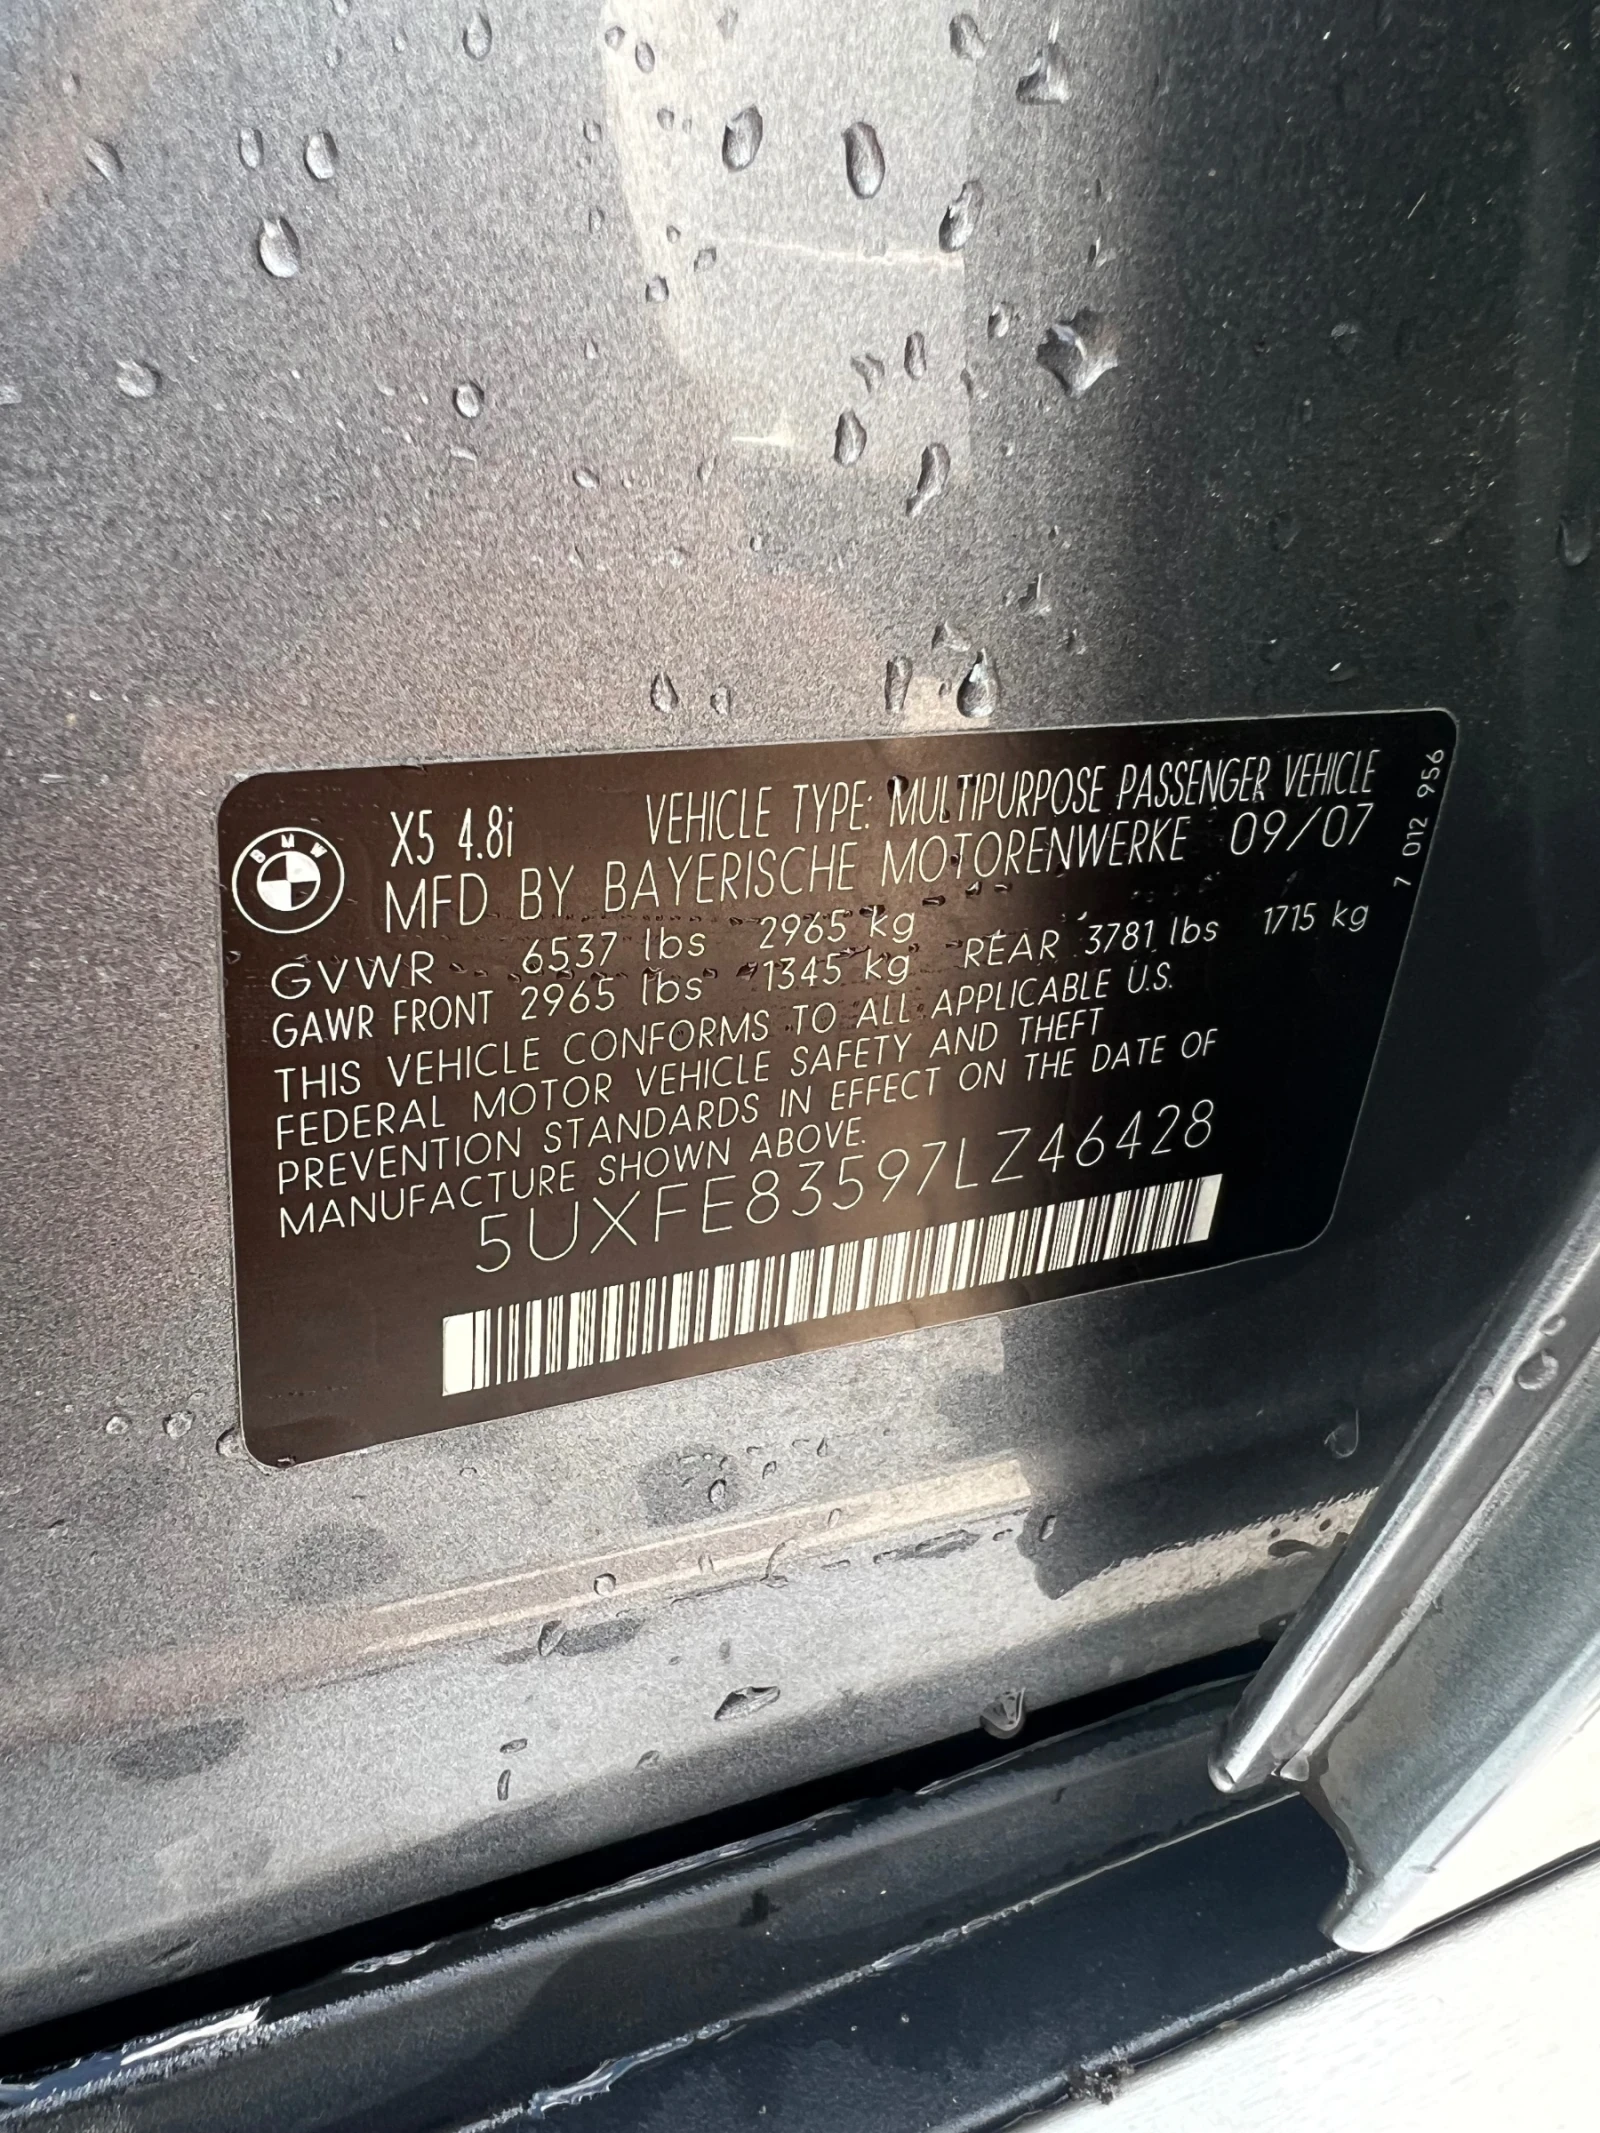 BMW
X5 4.8i VEHICLE TYPE: MULTIPURPOSE PASSENGER VEHICLE
MFD BY BAYERISCHE MOTORENWERKE 09/07
GVWR 6537 lbs 2965 kg
GAWR FRONT 2965 lbs 1345 kg REAR 3781 lbs 1715 kg
THIS VEHICLE CONFORMS TO ALL APPLICABLE U.S.
FEDERAL MOTOR VEHICLE SAFETY AND THEFT
PREVENTION STANDARDS IN EFFECT ON THE DATE OF
MANUFACTURE SHOWN ABOVE.
5UXFE83597LZ46428
7 012 956